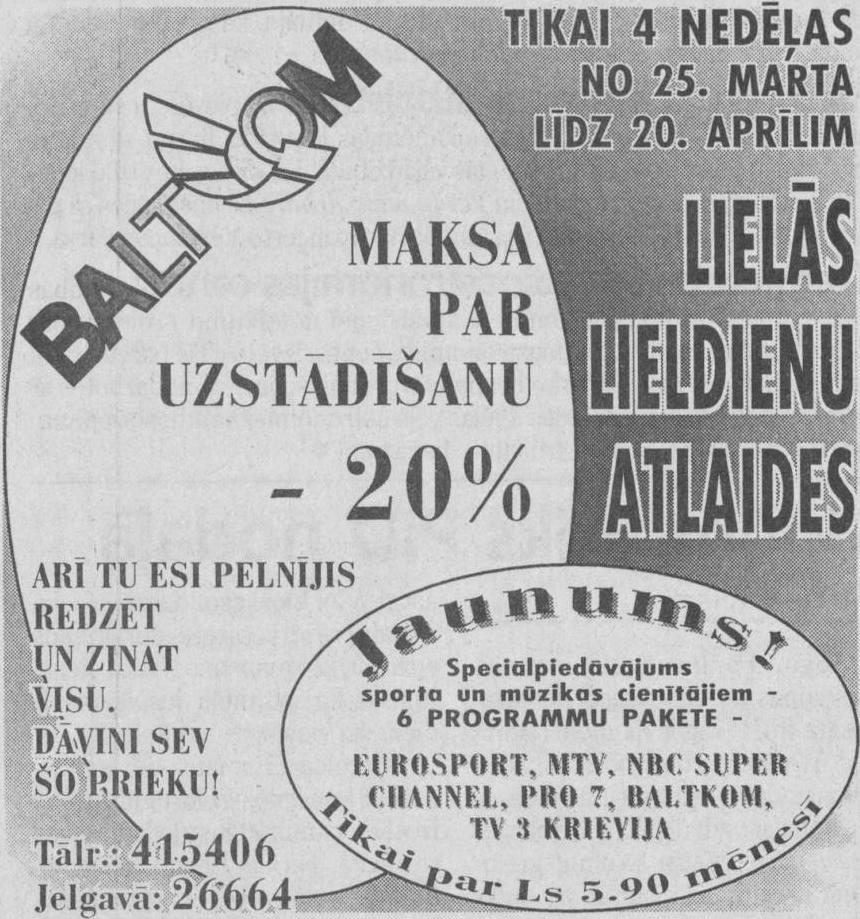 BALTKOM
TIKAI 4 NEDĒĻAS
NO 25. MARTA
LĪDZ 20. APRĪLIM
LIELĀS
LIELDIENU
ATLAIDES
MAKSA
PAR
UZSTADĪŠANU
- 20%
ARĪ TU ESI PELNĪJIS
REDZĒT
UN ZINĀT
VISU.
DĀVINI SEV
ŠO PRIEKU!
Tālr.: 415406
Jelgavā: 26664
Jaunums!
Speciālpiedāvājums
sporta un mūzikas cienītājiem -
6 PROGRAMMU PAKETE -
EUROSPORT, MTV, NBC SUPER
CHANNEL, PRO 7, BALTKOM,
TV 3 KRIEVIJA
Tikai par Ls 5.90 mēnesī